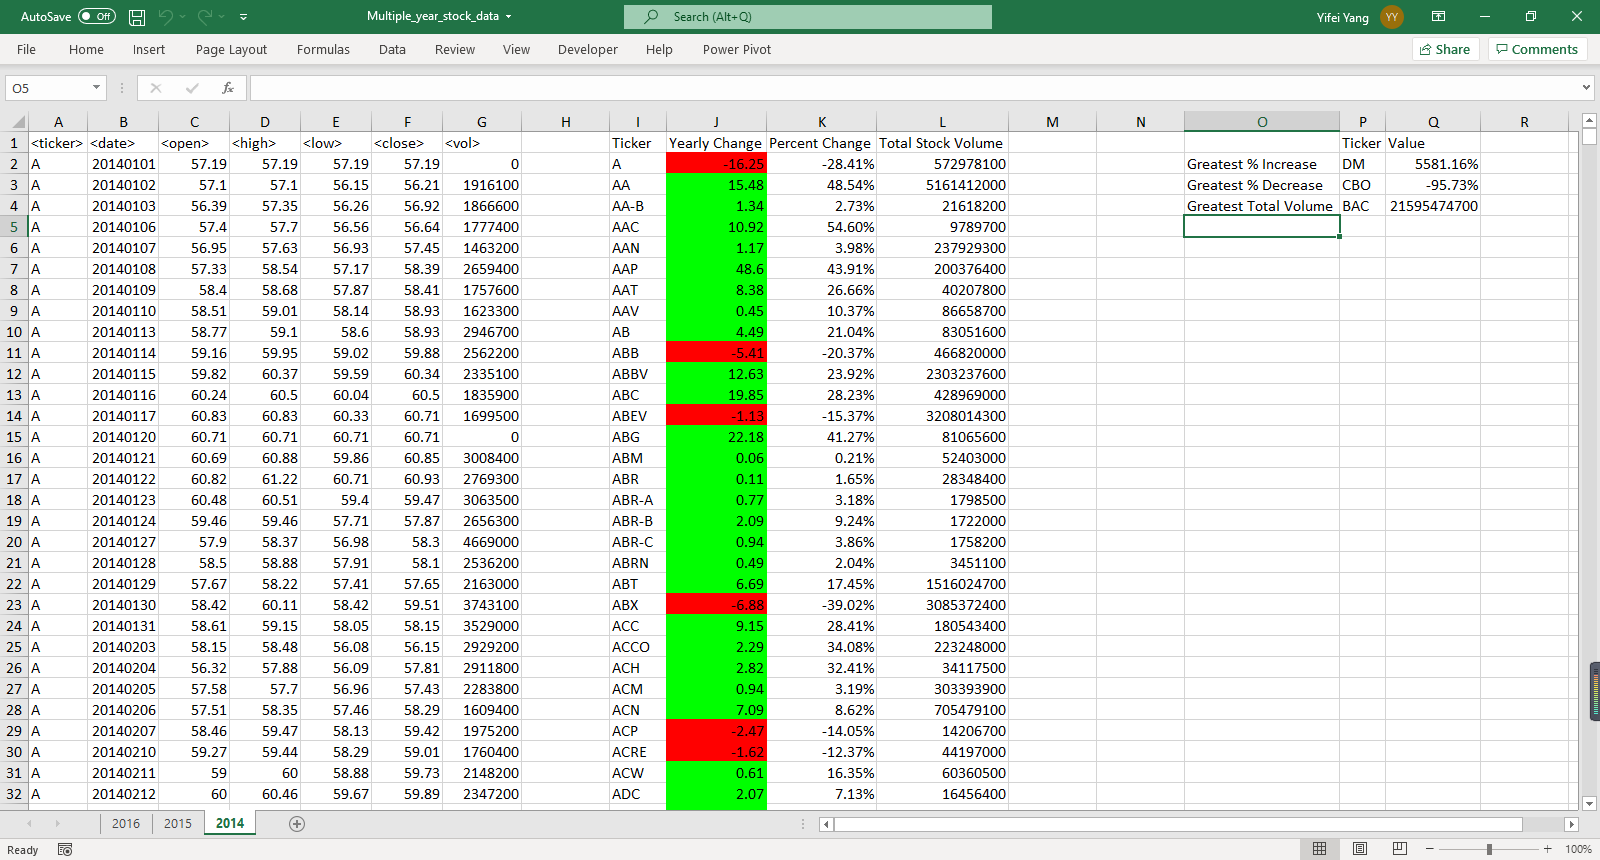 AutoSave Off Multiple_year_stock_data Search (Alt+Q) Yifei Yang YY
File Home Insert Page Layout Formulas Data Review View Developer Help Power Pivot Share Comments
O5 fx
A B C D E F G H I J K L M N O P Q R
1 <ticker> <date> <open> <high> <low> <close> <vol> Ticker Yearly Change Percent Change Total Stock Volume Ticker Value
2 A 20140101 57.19 57.19 57.19 57.19 0 A -16.25 -28.41% 572978100 Greatest % Increase DM 5581.16%
3 A 20140102 57.1 57.1 56.15 56.21 1916100 AA 15.48 48.54% 5161412000 Greatest % Decrease CBO -95.73%
4 A 20140103 56.39 57.35 56.26 56.92 1866600 AA-B 1.34 2.73% 21618200 Greatest Total Volume BAC 21595474700
5 A 20140106 57.4 57.7 56.56 56.64 1777400 AAC 10.92 54.60% 9789700
6 A 20140107 56.95 57.63 56.93 57.45 1463200 AAN 1.17 3.98% 237929300
7 A 20140108 57.33 58.54 57.17 58.39 2659400 AAP 48.6 43.91% 200376400
8 A 20140109 58.4 58.68 57.87 58.41 1757600 AAT 8.38 26.66% 40207800
9 A 20140110 58.51 59.01 58.14 58.93 1623300 AAV 0.45 10.37% 86658700
10 A 20140113 58.77 59.1 58.6 58.93 2946700 AB 4.49 21.04% 83051600
11 A 20140114 59.16 59.95 59.02 59.88 2562200 ABB -5.41 -20.37% 466820000
12 A 20140115 59.82 60.37 59.59 60.34 2335100 ABBV 12.63 23.92% 2303237600
13 A 20140116 60.24 60.5 60.04 60.5 1835900 ABC 19.85 28.23% 428969000
14 A 20140117 60.83 60.83 60.33 60.71 1699500 ABEV -1.13 -15.37% 3208014300
15 A 20140120 60.71 60.71 60.71 60.71 0 ABG 22.18 41.27% 81065600
16 A 20140121 60.69 60.88 59.86 60.85 3008400 ABM 0.06 0.21% 52403000
17 A 20140122 60.82 61.22 60.71 60.93 2769300 ABR 0.11 1.65% 28348400
18 A 20140123 60.48 60.51 59.4 59.47 3063500 ABR-A 0.77 3.18% 1798500
19 A 20140124 59.46 59.46 57.71 57.87 2656300 ABR-B 2.09 9.24% 1722000
20 A 20140127 57.9 58.37 56.98 58.3 4669000 ABR-C 0.94 3.86% 1758200
21 A 20140128 58.5 58.88 57.91 58.1 2536200 ABRN 0.49 2.04% 3451100
22 A 20140129 57.67 58.22 57.41 57.65 2163000 ABT 6.69 17.45% 1516024700
23 A 20140130 58.42 60.11 58.42 59.51 3743100 ABX -6.88 -39.02% 3085372400
24 A 20140131 58.61 59.15 58.05 58.15 3529000 ACC 9.15 28.41% 180543400
25 A 20140203 58.15 58.48 56.08 56.15 2929200 ACCO 2.29 34.08% 223248000
26 A 20140204 56.32 57.88 56.09 57.81 2911800 ACH 2.82 32.41% 34117500
27 A 20140205 57.58 57.7 56.96 57.43 2283800 ACM 0.94 3.19% 303393900
28 A 20140206 57.51 58.35 57.46 58.29 1609400 ACN 7.09 8.62% 705479100
29 A 20140207 58.46 59.47 58.13 59.42 1975200 ACP -2.47 -14.05% 14206700
30 A 20140210 59.27 59.44 58.29 59.01 1760400 ACRE -1.62 -12.37% 44197000
31 A 20140211 59 60 58.88 59.73 2148200 ACW 0.61 16.35% 60360500
32 A 20140212 60 60.46 59.67 59.89 2347200 ADC 2.07 7.13% 16456400
2016 2015 2014
Ready 100%